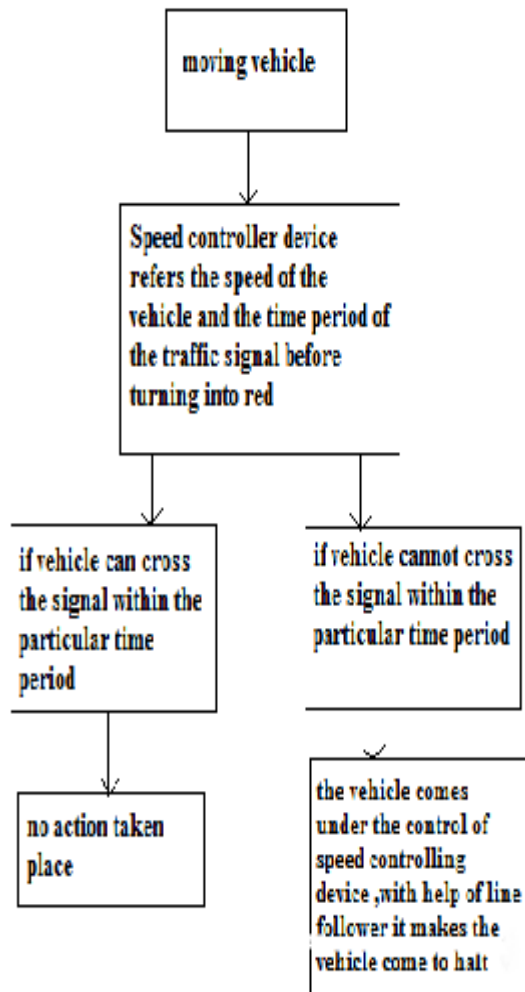 moving vehicle
Speed controller device
refers the speed of the
vehicle and the time period of
the traffic signal before
turning into red
if vehicle can cross
the signal within the
particular time
period
if vehicle cannot cross
the signal within the
particular time period
no action taken
place
the vehicle comes
under the control of
speed controlling
device ,with help of line
follower it makes the
vehicle come to halt